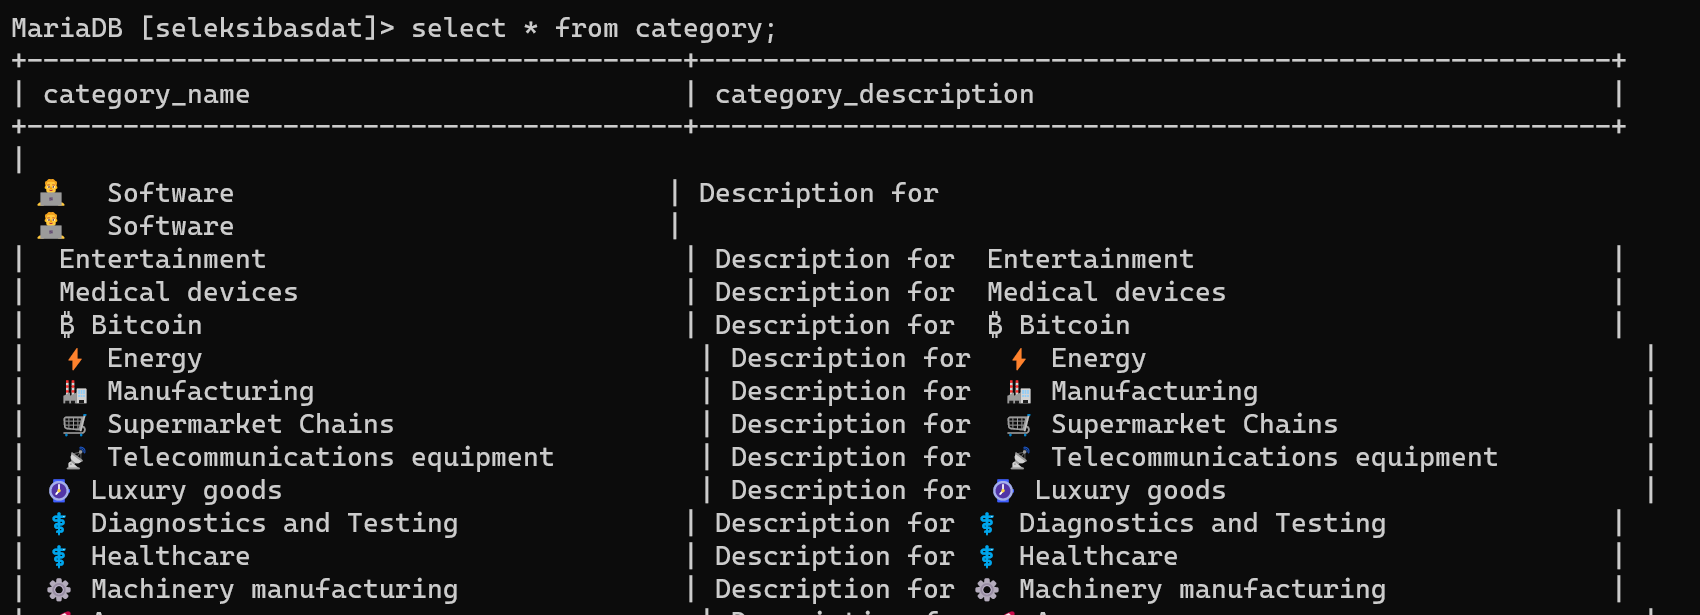 MariaDB [seleksibasdat]> select * from category;
+-----------------------------------------+---------------------------------------------------------+
| category_name | category_description |
+-----------------------------------------+---------------------------------------------------------+
|
🧑‍💻 Software | Description for
🧑‍💻 Software |
| Entertainment | Description for Entertainment |
| Medical devices | Description for Medical devices |
| ₿ Bitcoin | Description for ₿ Bitcoin |
| ⚡ Energy | Description for ⚡ Energy |
| 🏭 Manufacturing | Description for 🏭 Manufacturing |
| 🛒 Supermarket Chains | Description for 🛒 Supermarket Chains |
| 📡 Telecommunications equipment | Description for 📡 Telecommunications equipment |
| ⌚ Luxury goods | Description for ⌚ Luxury goods |
| ⚕️ Diagnostics and Testing | Description for ⚕️ Diagnostics and Testing |
| ⚕️ Healthcare | Description for ⚕️ Healthcare |
| ⚙️ Machinery manufacturing | Description for ⚙️ Machinery manufacturing |